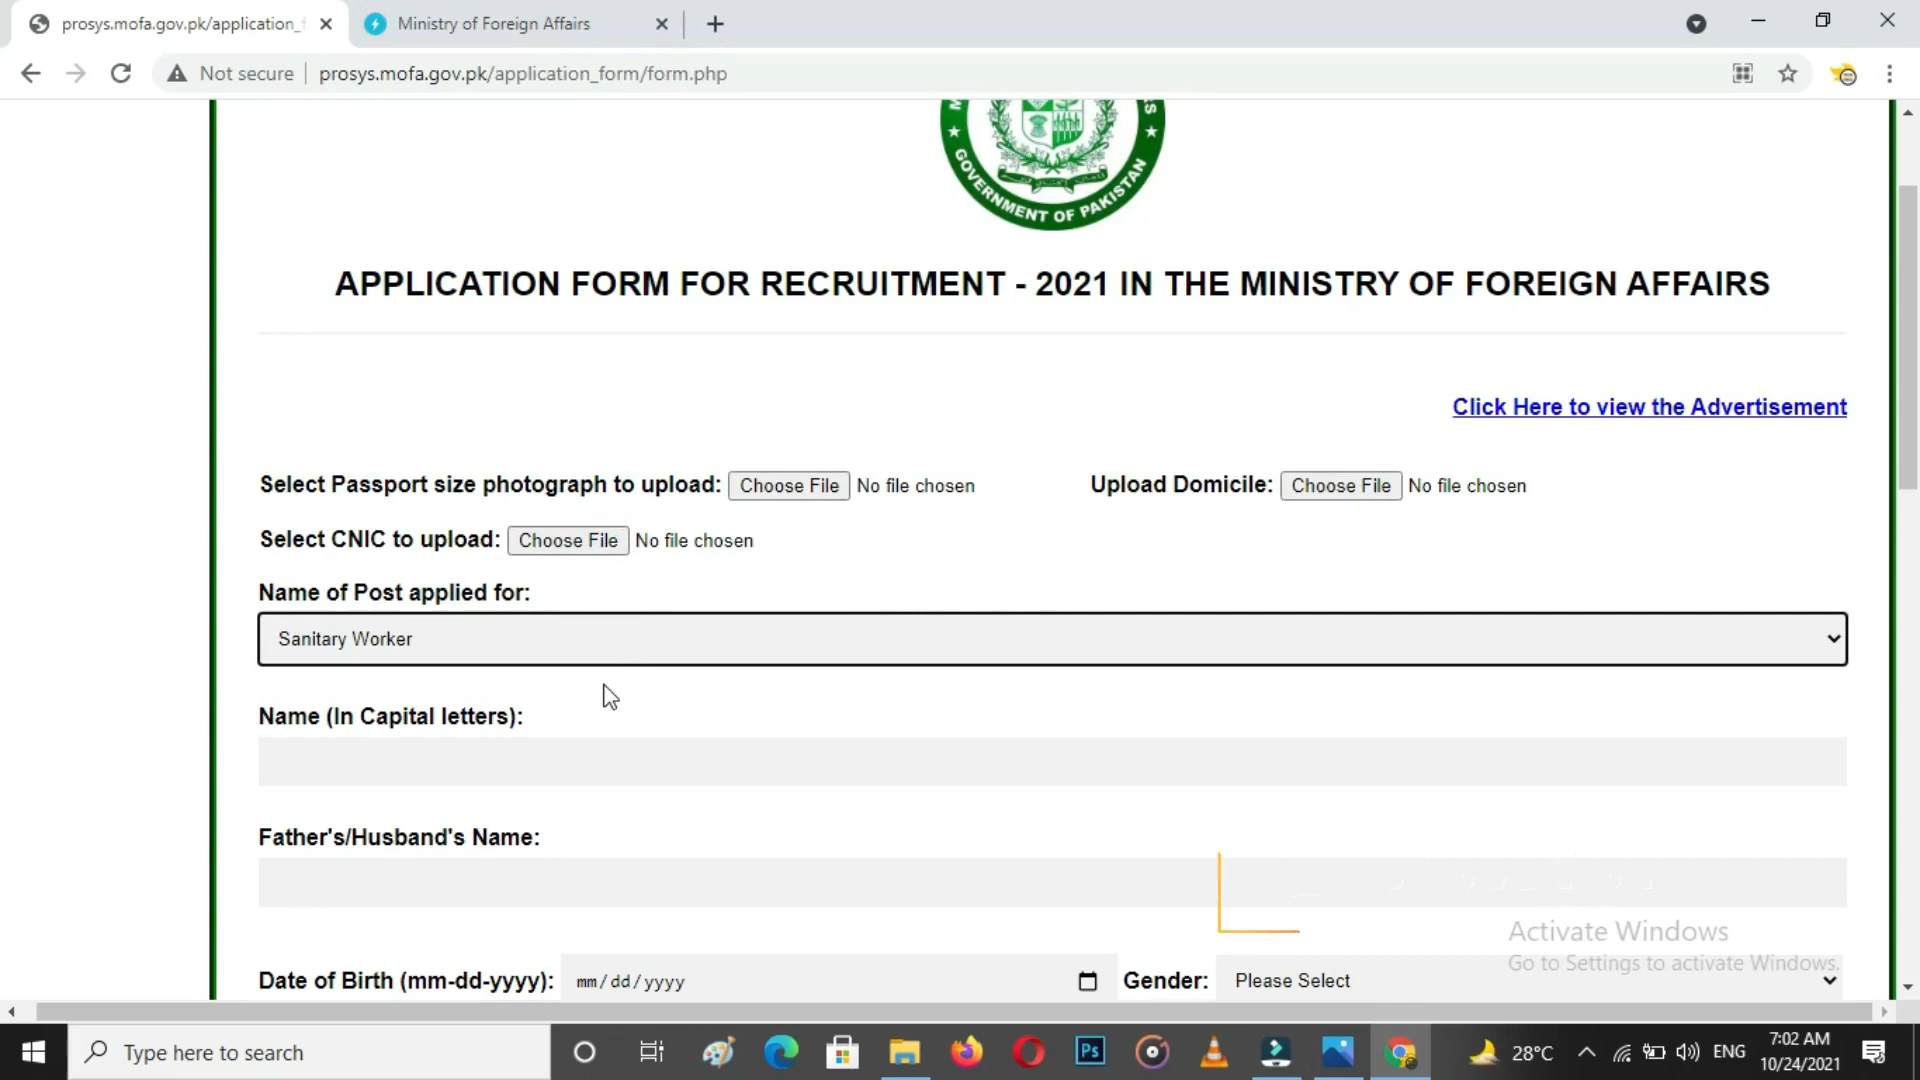 prosys.mofa.gov.pk/application_f
Ministry of Foreign Affairs
Not secure
prosys.mofa.gov.pk/application_form/form.php
GOVERNMENT OF PAKISTAN
APPLICATION FORM FOR RECRUITMENT - 2021 IN THE MINISTRY OF FOREIGN AFFAIRS
Click Here to view the Advertisement
Select Passport size photograph to upload: Choose File No file chosen Upload Domicile: Choose File No file chosen
Select CNIC to upload: Choose File No file chosen
Name of Post applied for:
Sanitary Worker
Name (In Capital letters):
Father's/Husband's Name:
Activate Windows
Go to Settings to activate Windows.
Date of Birth (mm-dd-yyyy): mm/dd/yyyy Gender: Please Select
Type here to search
Ps
28°C
ENG
7:02 AM
10/24/2021